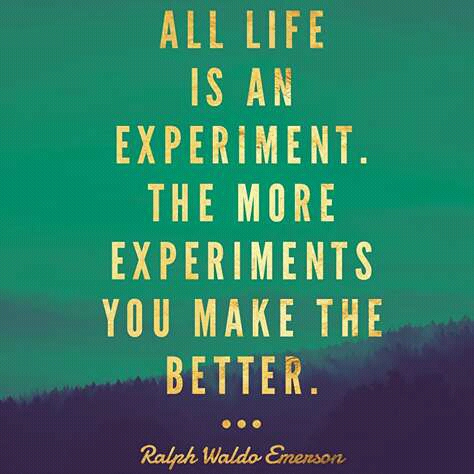 ALL LIFE
IS AN
EXPERIMENT.
THE MORE
EXPERIMENTS
YOU MAKE THE
BETTER.
•••
Ralph Waldo Emerson